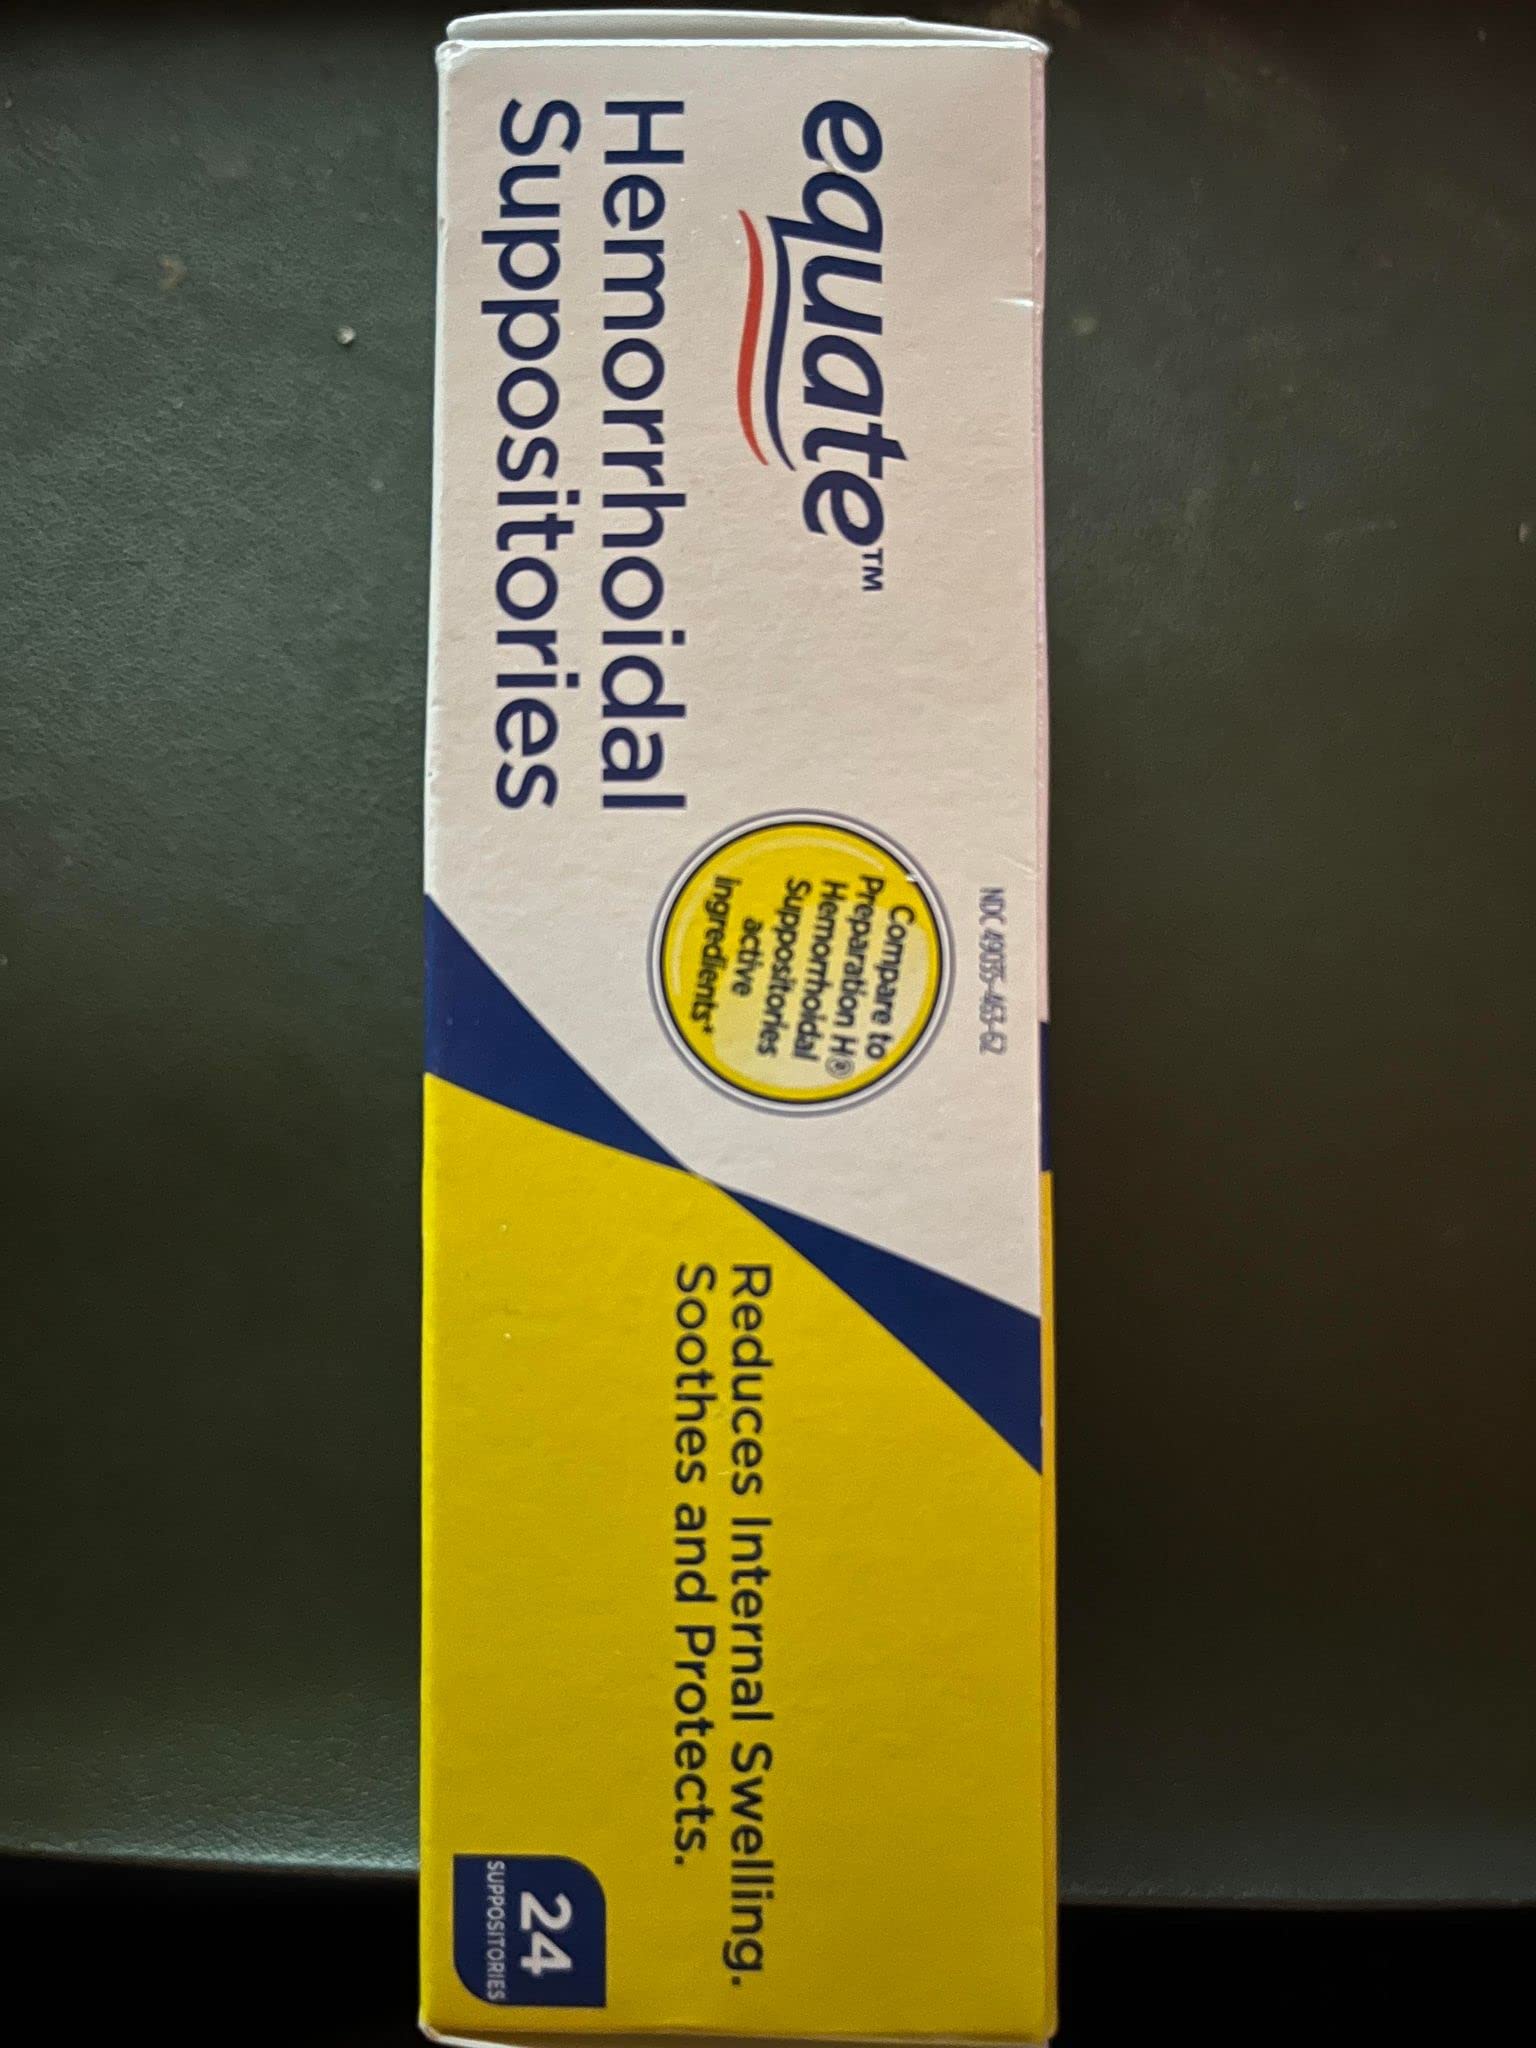 NDC 49035-463-62
equate™
Compare to
Preparation H®
Hemorrhoidal
Suppositories
active
ingredients*
Hemorrhoidal
Suppositories
Reduces Internal Swelling.
Soothes and Protects.
24
SUPPOSITORIES